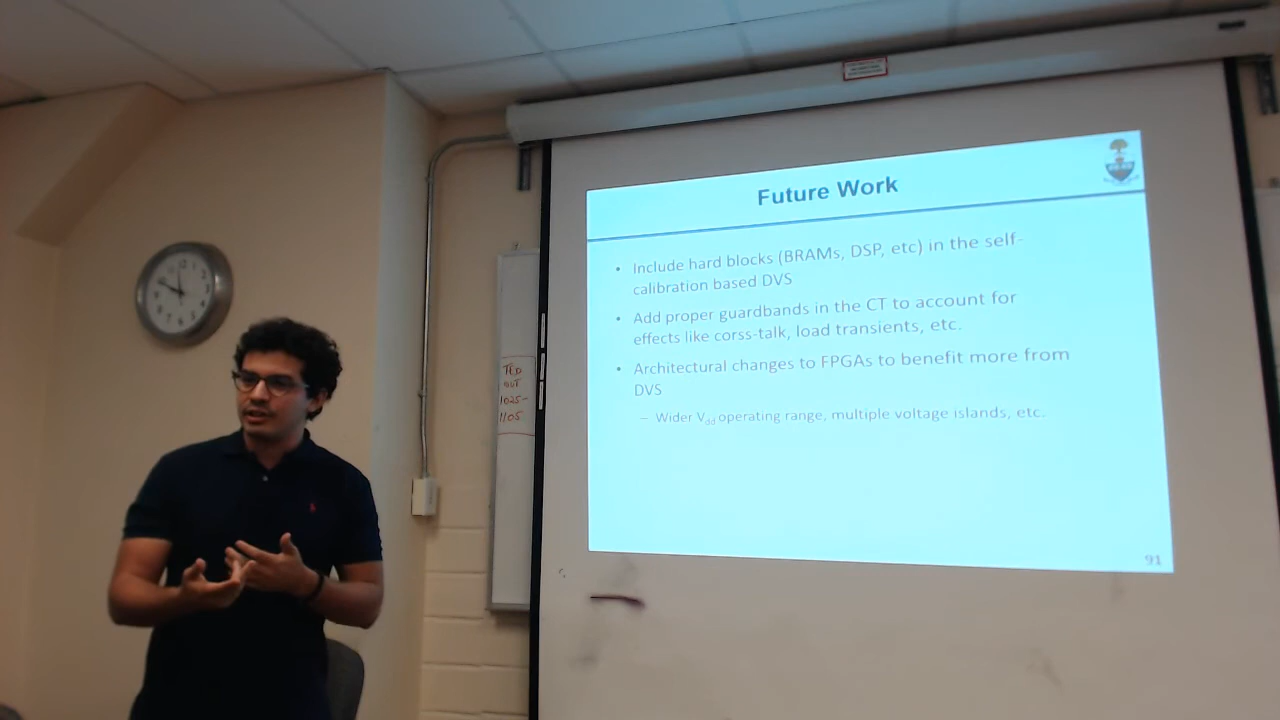 Future Work
• Include hard blocks (BRAMs, DSP, etc) in the self-
calibration based DVS
• Add proper guardbands in the CT to account for
effects like corss-talk, load transients, etc.
• Architectural changes to FPGAs to benefit more from
DVS
– Wider Vdd operating range, multiple voltage islands, etc.
91
OUT
1025-
1105